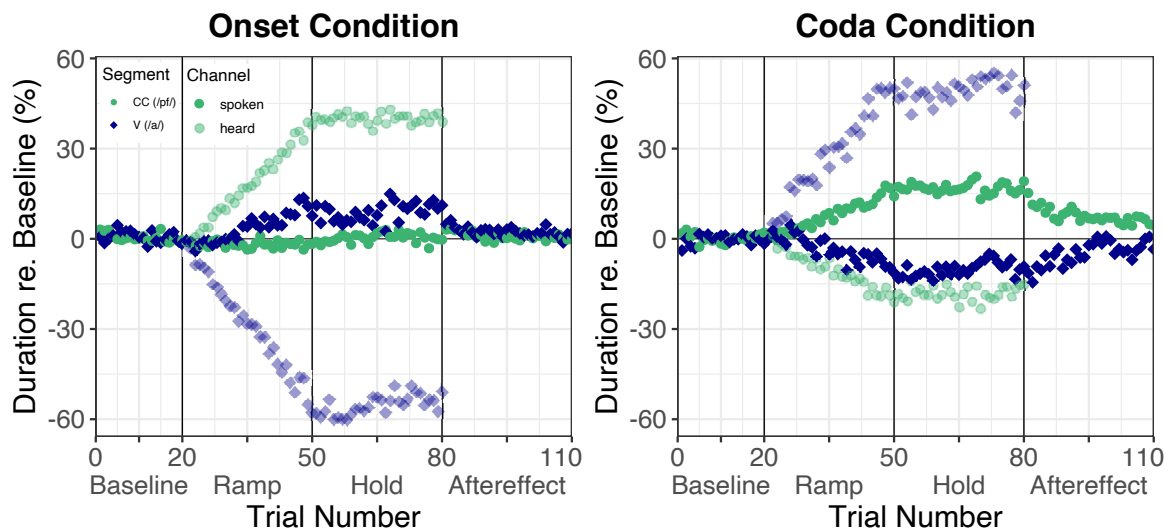 Onset Condition
Coda Condition
Duration re. Baseline (%)
60
30
0
-30
-60
Segment
CC (/pf/)
V (/a/)
Channel
spoken
heard
0 20 50 80 110
Baseline Ramp Hold Aftereffect
Trial Number
Duration re. Baseline (%)
60
30
0
-30
-60
0 20 50 80 110
Baseline Ramp Hold Aftereffect
Trial Number